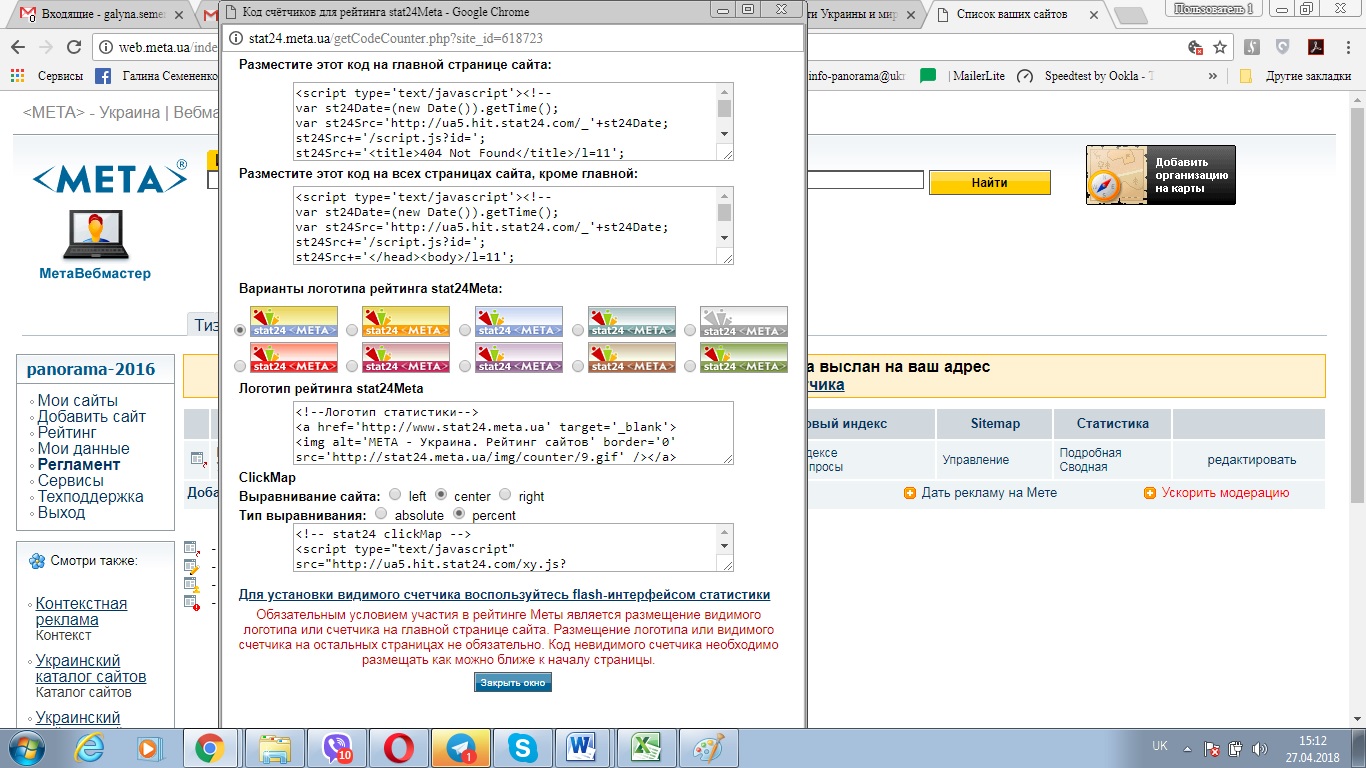 Входящие - galyna.semen
ти Украины и мир
Список ваших сайтов
Пользователь 1
web.meta.ua/inde
Сервисы
Галина Семененко
info-panorama@ukr
| MailerLite
Speedtest by Ookla - T
»
Другие закладки
Код счётчиков для рейтинга stat24Meta - Google Chrome
stat24.meta.ua/getCodeCounter.php?site_id=618723
Разместите этот код на главной странице сайта:
<script type='text/javascript'><!--
var st24Date=(new Date()).getTime();
var st24Src='http://ua5.hit.stat24.com/_'+st24Date;
st24Src+='/script.js?id=';
st24Src+='<title>404 Not Found</title>/l=11';
Разместите этот код на всех страницах сайта, кроме главной:
<script type='text/javascript'><!--
var st24Date=(new Date()).getTime();
var st24Src='http://ua5.hit.stat24.com/_'+st24Date;
st24Src+='/script.js?id=';
st24Src+='</head><body>/l=11';
Варианты логотипа рейтинга stat24Meta:
stat24 <META> stat24 <META> stat24 <META> stat24 <META> stat24 <META>
stat24 <META> stat24 <META> stat24 <META> stat24 <META> stat24 <META>
Логотип рейтинга stat24Meta
<!--Логотип статистики-->
<a href='http://www.stat24.meta.ua' target='_blank'>
<img alt='МЕТА - Украина. Рейтинг сайтов' border='0'
src='http://stat24.meta.ua/img/counter/9.gif' /></a>
ClickMap
Выравнивание сайта: left center right
Тип выравнивания: absolute percent
<!-- stat24 clickMap -->
<script type="text/javascript"
src="http://ua5.hit.stat24.com/xy.js?
Для установки видимого счетчика воспользуйтесь flash-интерфейсом статистики
Обязательным условием участия в рейтинге Меты является размещение видимого
логотипа или счетчика на главной странице сайта. Размещение логотипа или видимого
счетчика на остальных страницах не обязательно. Код невидимого счетчика необходимо
размещать как можно ближе к началу страницы.
Закрыть окно
<META> - Украина | Вебма
<META>®
МетаВебмастер
Найти
Добавить
организацию
на карты
Тиз
panorama-2016
Мои сайты
Добавить сайт
Рейтинг
Мои данные
Регламент
Сервисы
Техподдержка
Выход
Смотри также:
Контекстная
реклама
Контекст
Украинский
каталог сайтов
Каталог сайтов
Украинский
а выслан на ваш адрес
тчика
овый индекс
Sitemap
Статистика
дексе
просы
Управление
Подробная
Сводная
редактировать
Доба
Дать рекламу на Мете
Ускорить модерацию
10
1
UK
15:12
27.04.2018